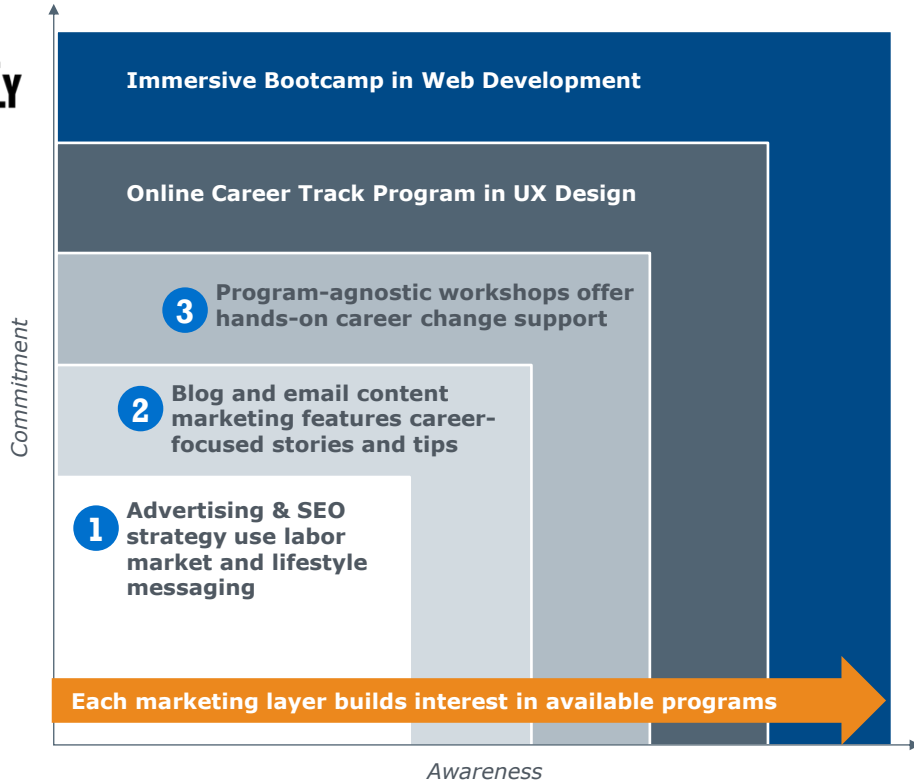 Immersive Bootcamp in Web Development
Online Career Track Program in UX Design
3
Program-agnostic workshops offer
hands-on career change support
2
Blog and email content
marketing features career-
focused stories and tips
1
Advertising & SEO
strategy use labor
market and lifestyle
messaging
Each marketing layer builds interest in available programs
Commitment
Awareness